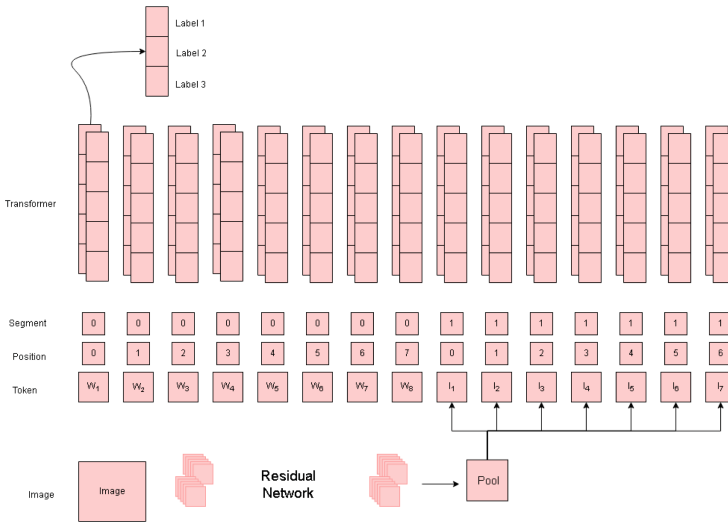 Label 1
Label 2
Label 3
Transformer
Segment 0 0 0 0 0 0 0 0 1 1 1 1 1 1 1
Position 0 1 2 3 4 5 6 7 0 1 2 3 4 5 6
Token W₁ W₂ W₃ W₄ W₅ W₆ W₇ W₈ I₁ I₂ I₃ I₄ I₅ I₆ I₇
Image
Image
Residual
Network
Pool